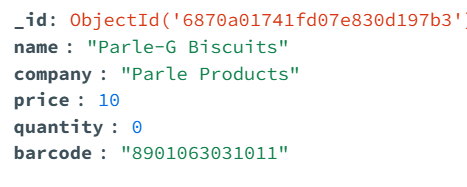 _id: ObjectId('6870a01741fd07e830d197b3')
name : "Parle-G Biscuits"
company : "Parle Products"
price : 10
quantity : 0
barcode : "8901063031011"